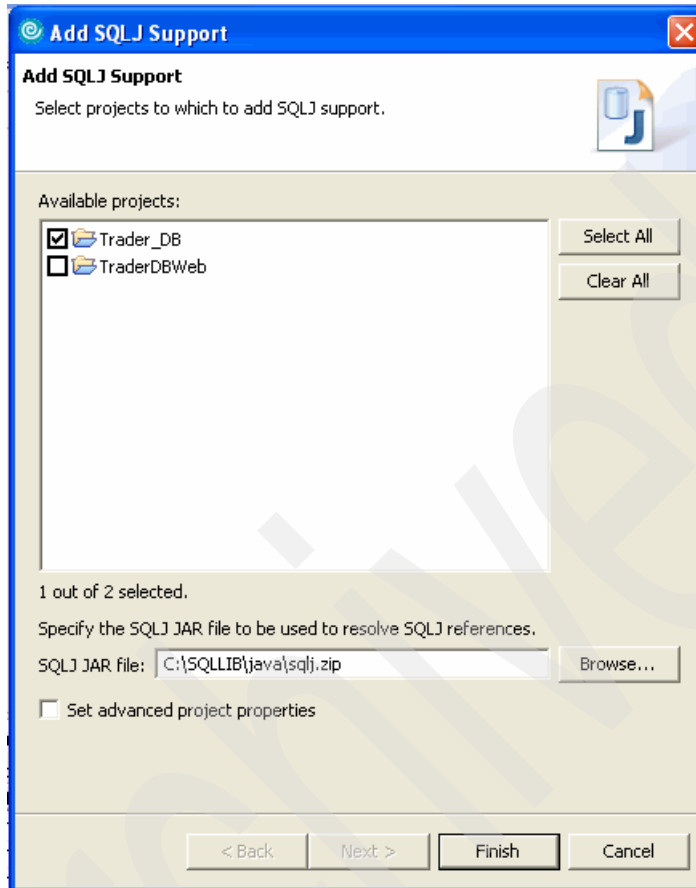 Add SQLJ Support
Add SQLJ Support
Select projects to which to add SQLJ support.
Available projects:
Trader_DB
TraderDBWeb
Select All
Clear All
1 out of 2 selected.
Specify the SQLJ JAR file to be used to resolve SQLJ references.
SQLJ JAR file: C:\SQLLIB\java\sqlj.zip Browse...
Set advanced project properties
< Back Next > Finish Cancel